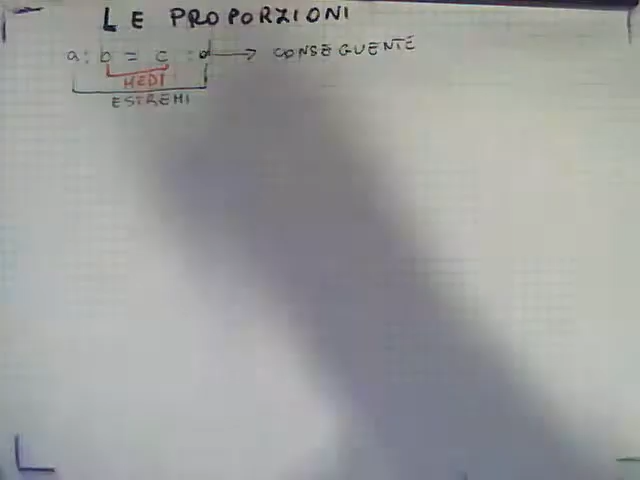 LE PROPORZIONI
a : b = c : d → CONSEGUENTE
MEDI
ESTREMI